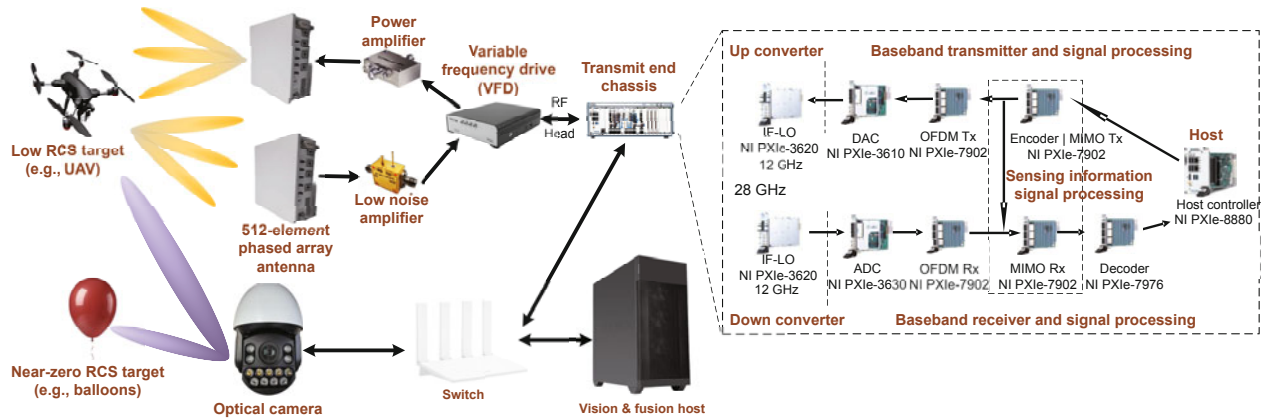 Power
amplifier
Variable
frequency drive
(VFD)
RF
Head
Transmit end
chassis
Low RCS target
(e.g., UAV)
Low noise
amplifier
512-element
phased array
antenna
Near-zero RCS target
(e.g., balloons)
Optical camera
Switch
Vision & fusion host
Up converter
Baseband transmitter and signal processing
IF-LO
NI PXIe-3620
12 GHz
DAC
NI PXIe-3610
OFDM Tx
NI PXIe-7902
Encoder | MIMO Tx
NI PXIe-7902
Host
Host controller
NI PXIe-8880
Sensing information
signal processing
28 GHz
IF-LO
NI PXIe-3620
12 GHz
ADC
NI PXIe-3630
OFDM Rx
NI PXIe-7902
MIMO Rx
NI PXIe-7902
Decoder
NI PXIe-7976
Down converter
Baseband receiver and signal processing